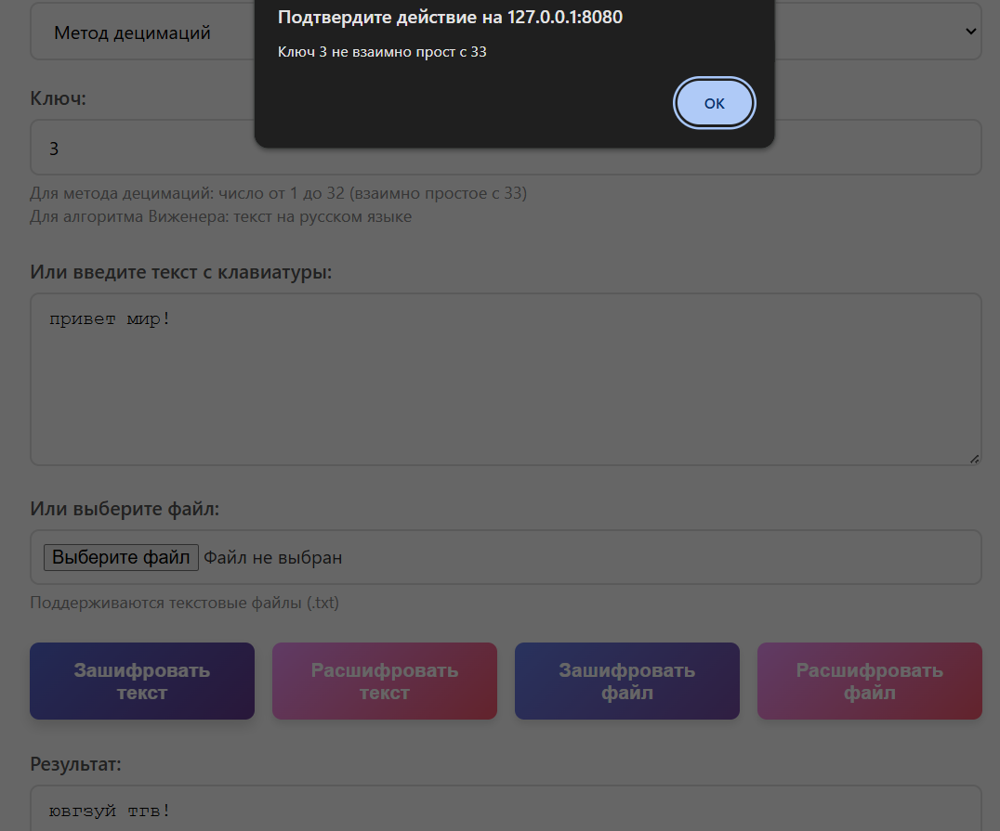 Подтвердите действие на 127.0.0.1:8080
Ключ 3 не взаимно прост с 33
ОК
Метод децимаций
Ключ:
3
Для метода децимаций: число от 1 до 32 (взаимно простое с 33)
Для алгоритма Виженера: текст на русском языке
Или введите текст с клавиатуры:
привет мир!
Или выберите файл:
Выберите файл Файл не выбран
Поддерживаются текстовые файлы (.txt)
Зашифровать текст
Расшифровать текст
Зашифровать файл
Расшифровать файл
Результат:
ювгзуй тгв!